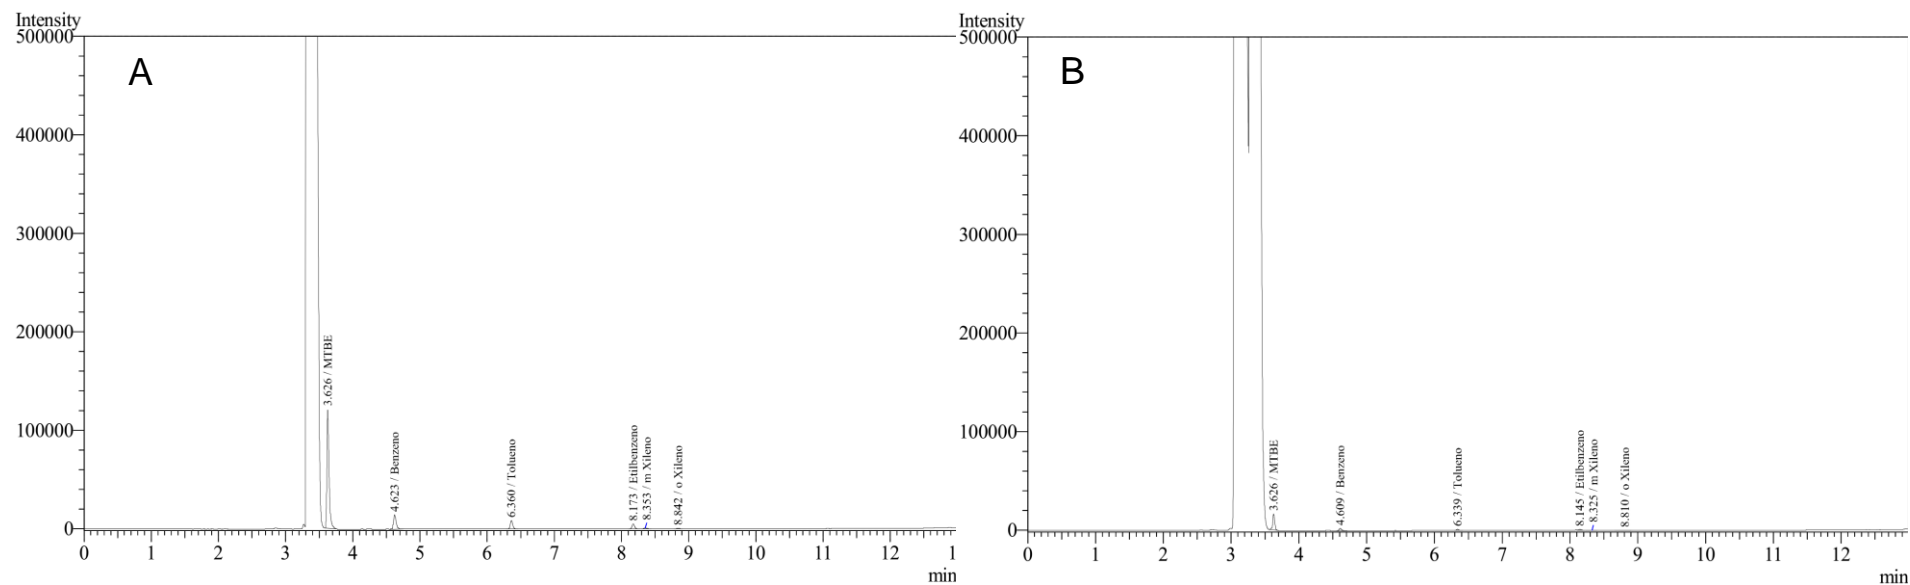 Intensity
500000
A
400000
300000
200000
100000
0
3.626 / MTBE
4.623 / Benzeno
6.360 / Tolueno
8.173 / Etilbenzeno
8.353 / m Xileno
8.842 / o Xileno
0 1 2 3 4 5 6 7 8 9 10 11 12 1
min
Intensity
500000
B
400000
300000
200000
100000
0
3.626 / MTBE
4.609 / Benzeno
6.339 / Tolueno
8.145 / Etilbenzeno
8.325 / m Xileno
8.810 / o Xileno
0 1 2 3 4 5 6 7 8 9 10 11 12
min